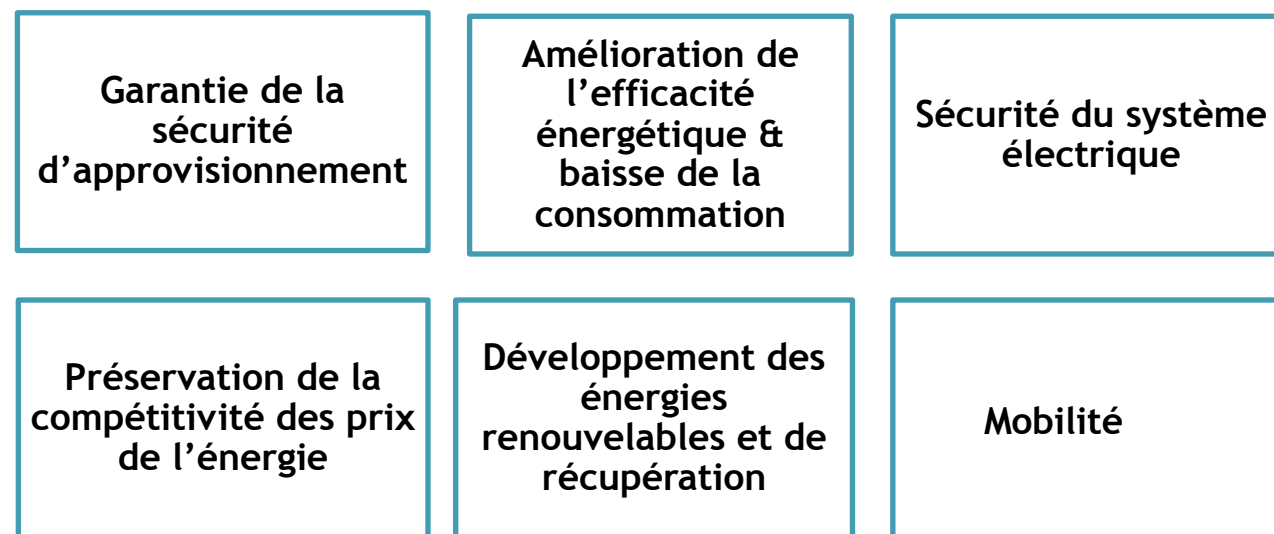 Garantie de la
sécurité
d’approvisionnement
Amélioration de
l’efficacité
énergétique &
baisse de la
consommation
Sécurité du système
électrique
Préservation de la
compétitivité des prix
de l’énergie
Développement des
énergies
renouvelables et de
récupération
Mobilité